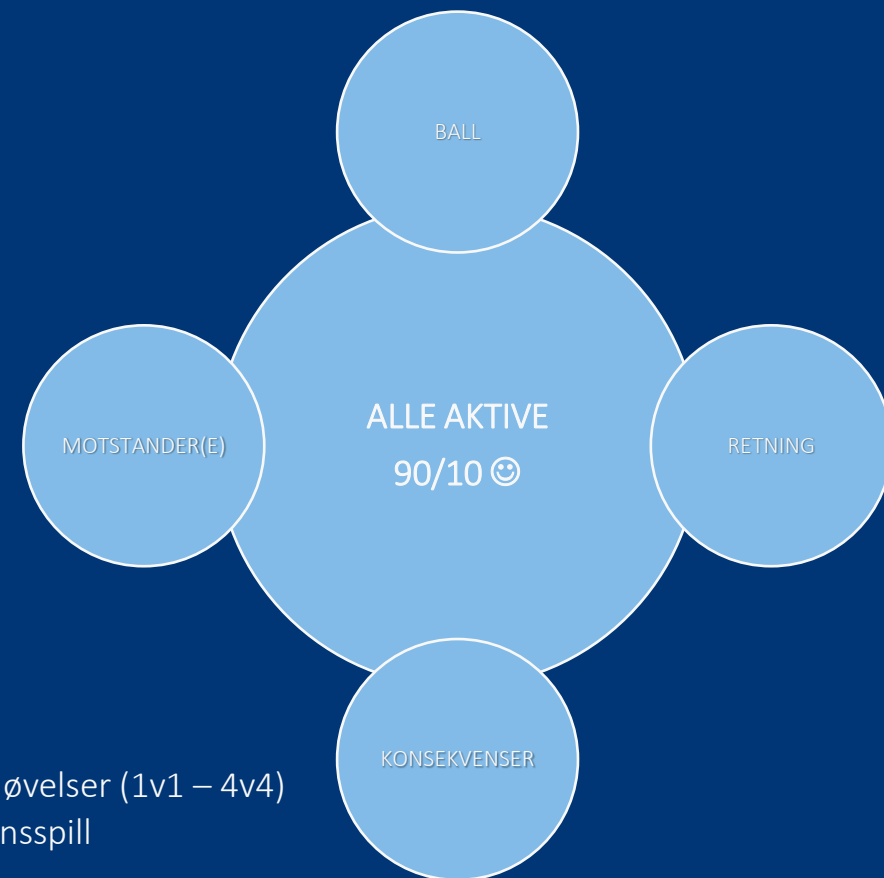 BALL
ALLE AKTIVE
90/10 ☺
MOTSTANDER(E)
RETNING
KONSEKVENSER
øvelser (1v1 – 4v4)
nsspill